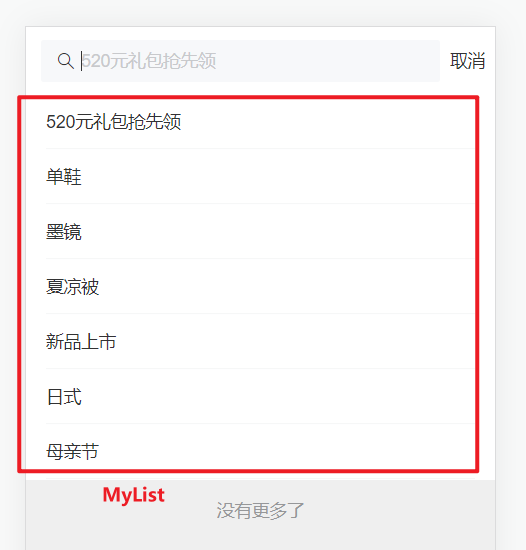 520元礼包抢先领 取消
520元礼包抢先领
单鞋
墨镜
夏凉被
新品上市
日式
母亲节
MyList
没有更多了